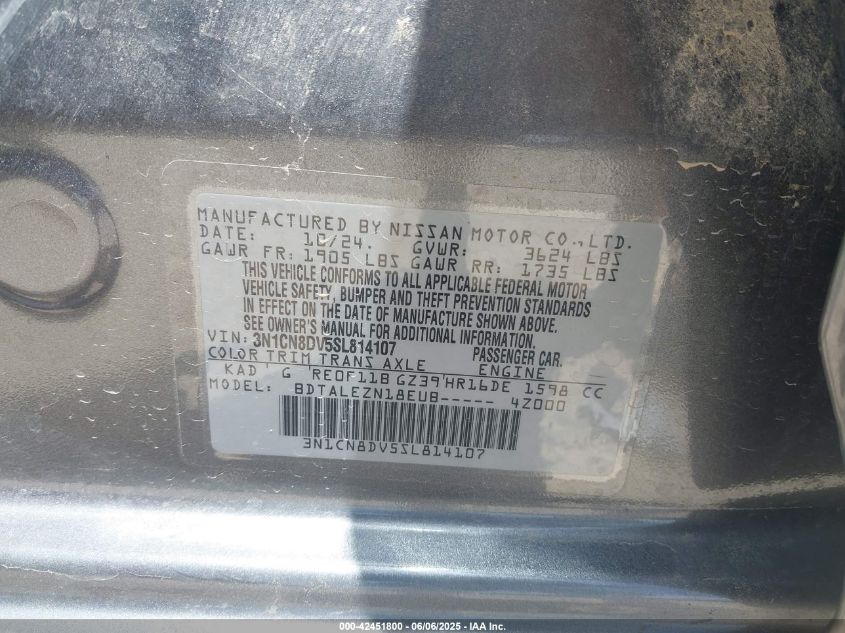 MANUFACTURED BY NISSAN MOTOR CO., LTD.
DATE: 10/24. GVWR: 3624 LBS
GAWR FR: 1905 LBS GAWR RR: 1735 LBS
THIS VEHICLE CONFORMS TO ALL APPLICABLE FEDERAL MOTOR
VEHICLE SAFETY, BUMPER AND THEFT PREVENTION STANDARDS
IN EFFECT ON THE DATE OF MANUFACTURE SHOWN ABOVE.
SEE OWNER'S MANUAL FOR ADDITIONAL INFORMATION.
VIN: 3N1CN8DV5SL814107 PASSENGER CAR.
COLOR TRIM TRANS AXLE ENGINE
KAD G RE0F11B GZ39 HR16DE 1598 CC
MODEL: BDTALEZN18EUB----- 4Z000
3N1CN8DV5SL814107
000-42451800 - 06/06/2025 - IAA Inc.